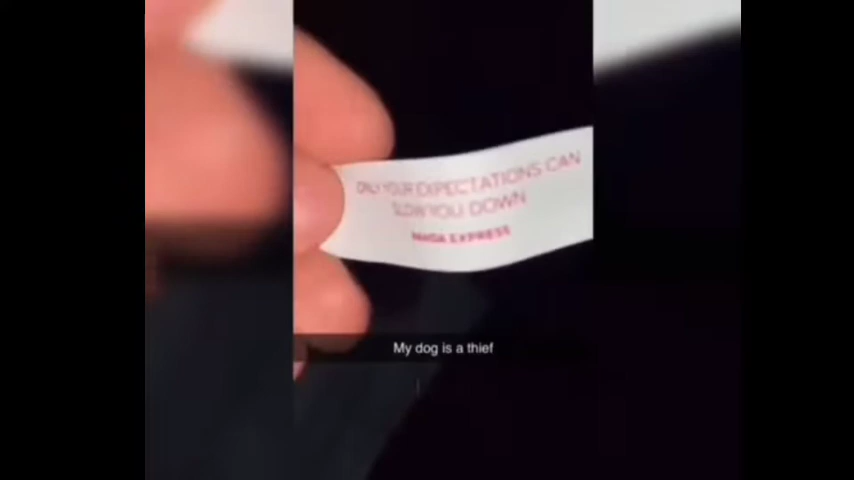 ONLY YOUR EXPECTATIONS CAN
SLOW YOU DOWN
PANDA EXPRESS
My dog is a thief